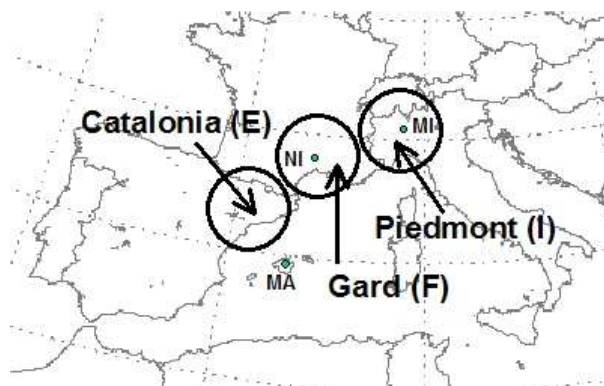 Catalonia (E)
NI
MI
Piedmont (I)
MA
Gard (F)